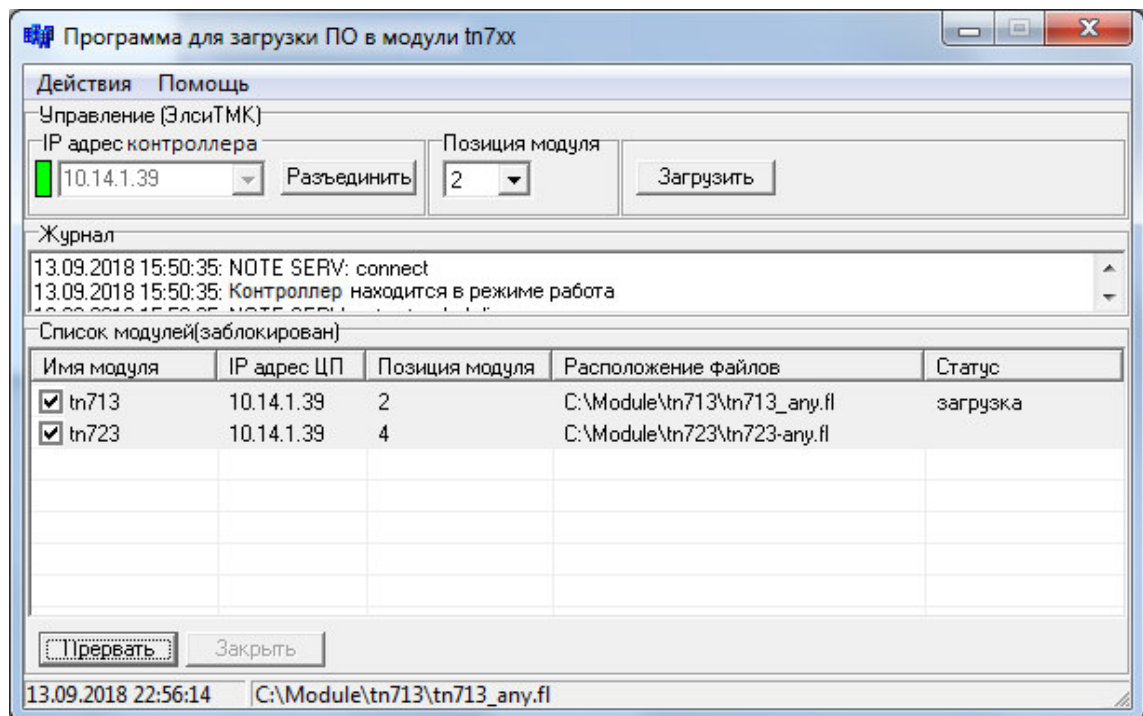 Программа для загрузки ПО в модули tn7xx
Действия Помощь
Управление (ЭлсиТМК)
IP адрес контроллера Позиция модуля
10.14.1.39 Разъединить 2 Загрузить
Журнал
13.09.2018 15:50:35: NOTE SERV: connect
13.09.2018 15:50:35: Контроллер находится в режиме работа
Список модулей(заблокирован)
Имя модуля IP адрес ЦП Позиция модуля Расположение файлов Статус
tn713 10.14.1.39 2 C:\Module\tn713\tn713_any.fl загрузка
tn723 10.14.1.39 4 C:\Module\tn723\tn723-any.fl
Прервать Закрыть
13.09.2018 22:56:14 C:\Module\tn713\tn713_any.fl